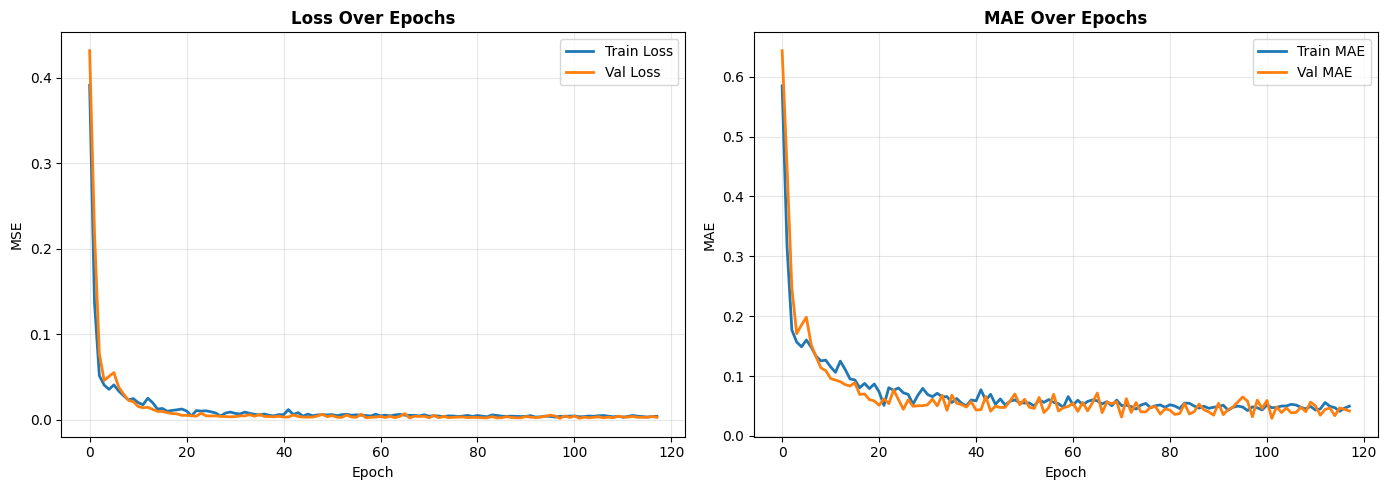 Loss Over Epochs
Train Loss
Val Loss
0.4
0.3
0.2
0.1
0.0
MSE
0 20 40 60 80 100 120
Epoch
MAE Over Epochs
Train MAE
Val MAE
0.6
0.5
0.4
0.3
0.2
0.1
0.0
MAE
0 20 40 60 80 100 120
Epoch